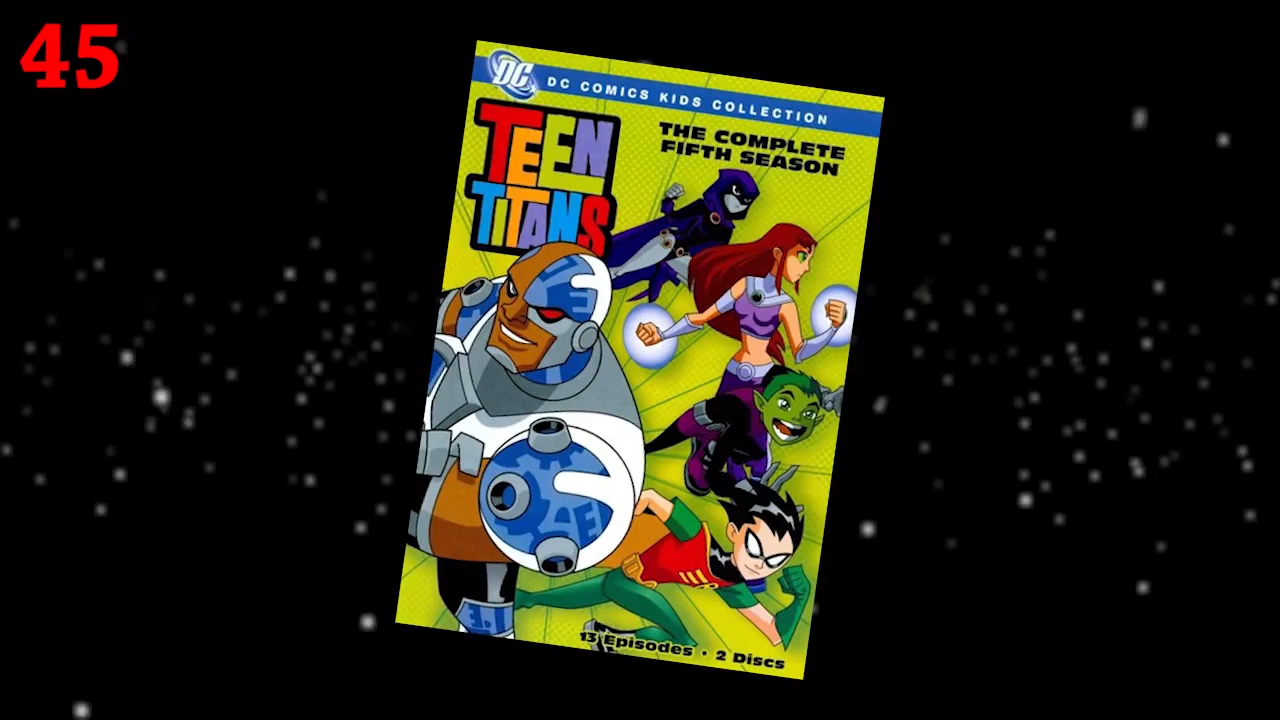 45
DC
DC COMICS KIDS COLLECTION
TEEN
TITANS
THE COMPLETE
FIFTH SEASON
13 Episodes • 2 Discs